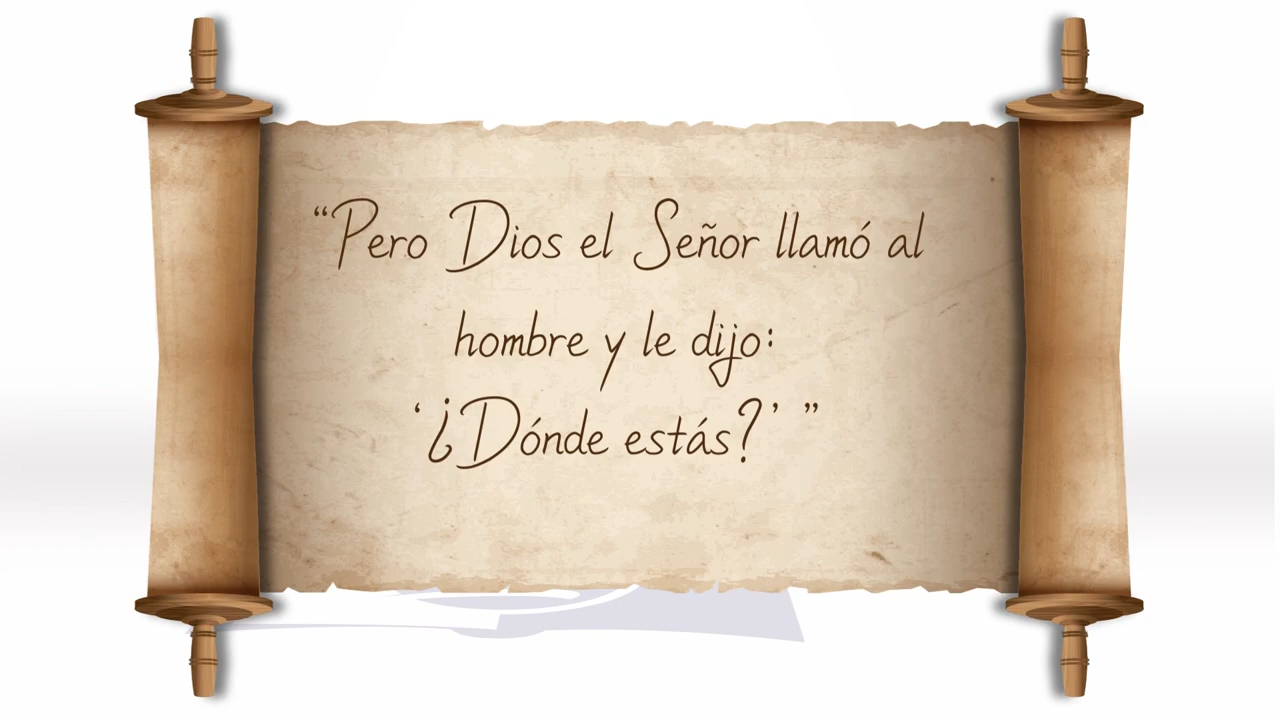 “Pero Dios el Señor llamó al
hombre y le dijo:
‘¿Dónde estás?’ ”